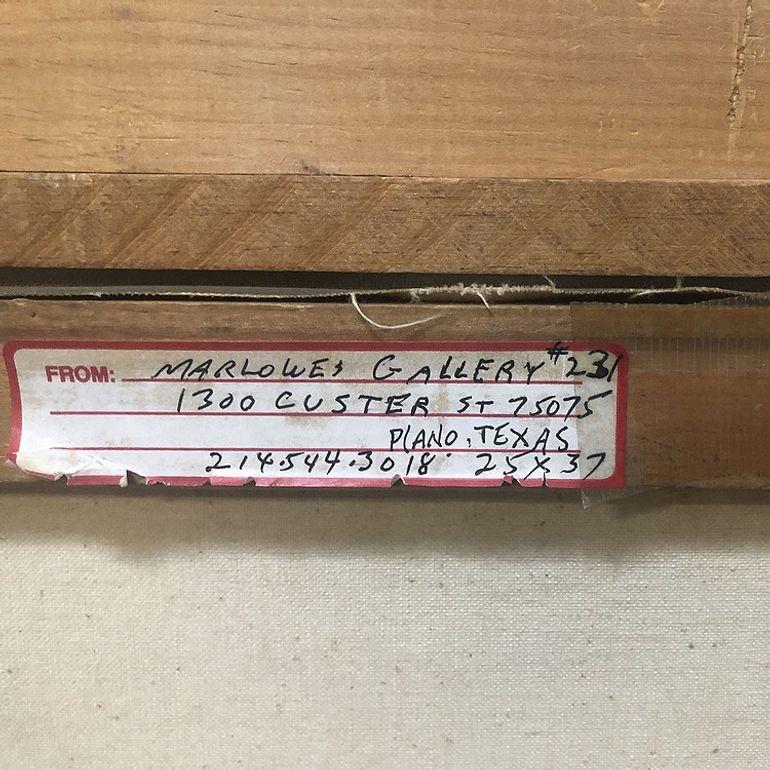 FROM: MARLOWES GALLERY #231
1300 CUSTER ST 75075
PLANO, TEXAS
214.544.3018 25X37